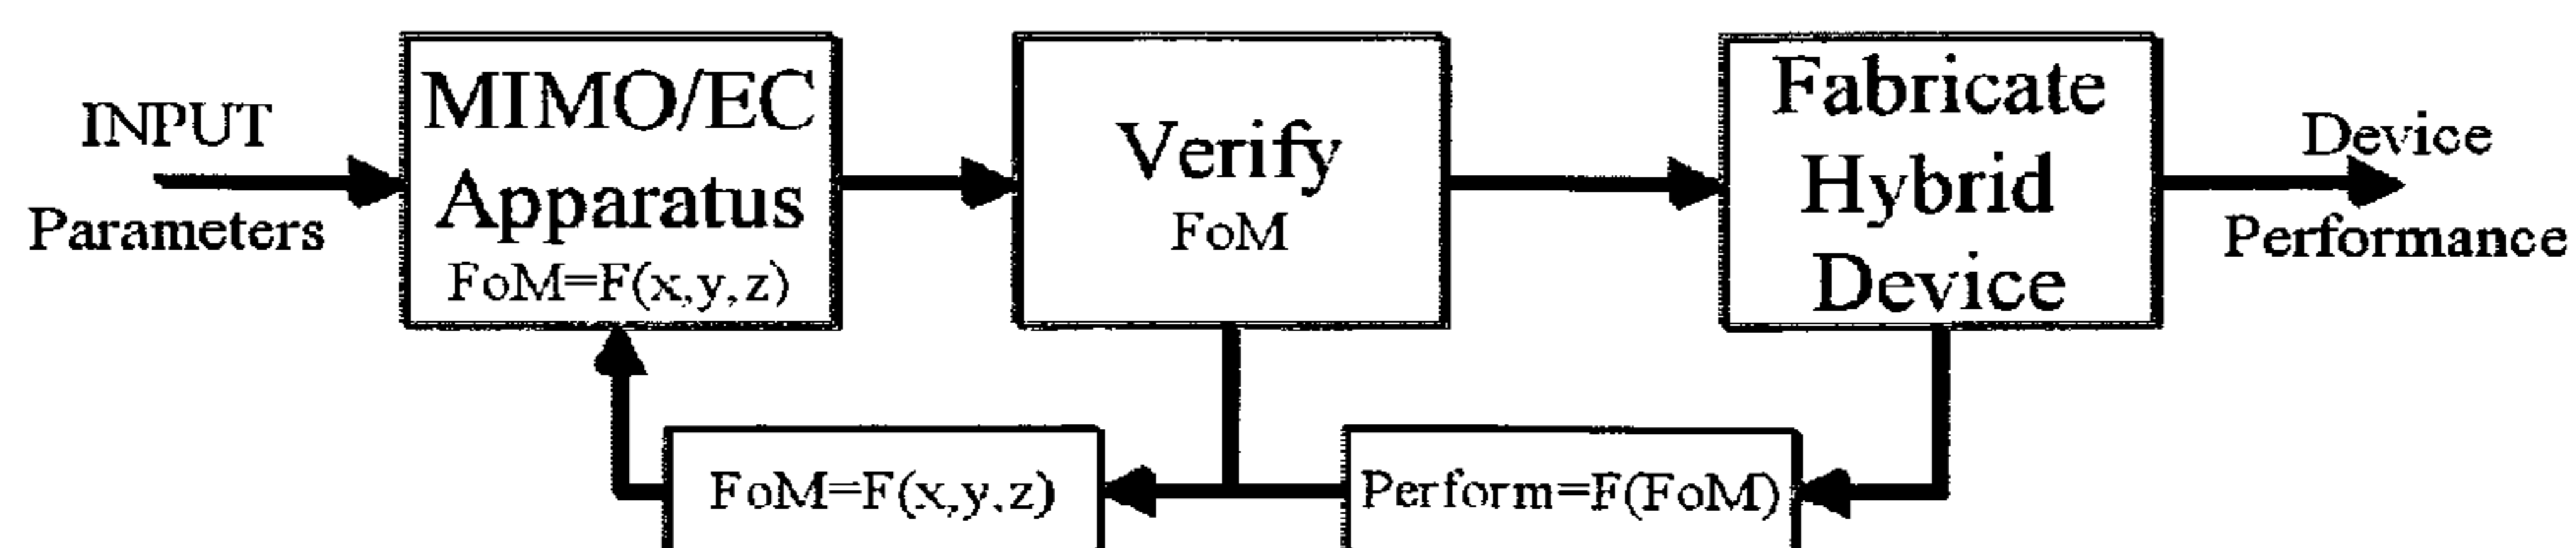 INPUT
Parameters
MIMO/EC
Apparatus
FoM=F(x,y,z)
Verify
FoM
Fabricate
Hybrid
Device
Device
Performance
FoM=F(x,y,z)
Perform=F(FoM)